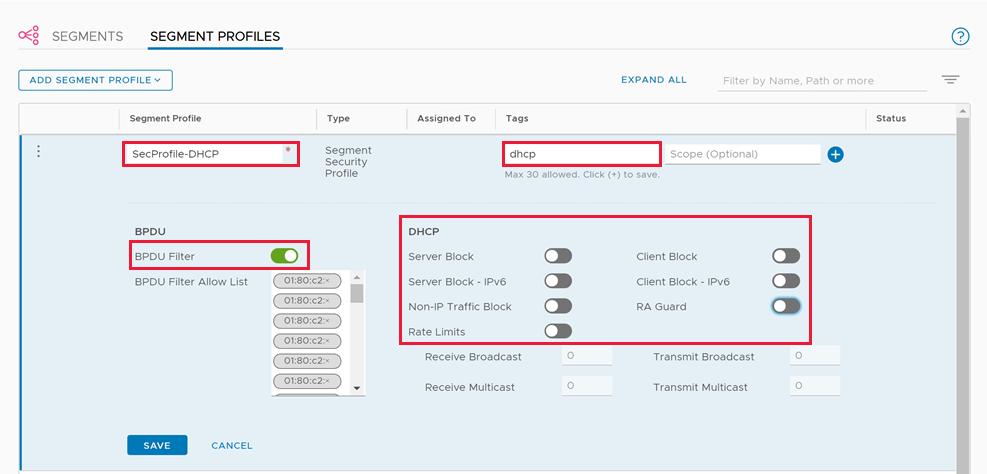 SEGMENTS SEGMENT PROFILES ?
ADD SEGMENT PROFILE EXPAND ALL Filter by Name, Path or more
Segment Profile Type Assigned To Tags Status
SecProfile-DHCP * Segment Security Profile dhcp Scope (Optional)
Max 30 allowed. Click (+) to save.
BPDU DHCP
BPDU Filter Server Block Client Block
BPDU Filter Allow List 01:80:c2:× Server Block - IPv6 Client Block - IPv6
01:80:c2:× Non-IP Traffic Block RA Guard
01:80:c2:× Rate Limits
01:80:c2:× Receive Broadcast 0 Transmit Broadcast 0
01:80:c2:×
01:80:c2:× Receive Multicast 0 Transmit Multicast 0
SAVE CANCEL